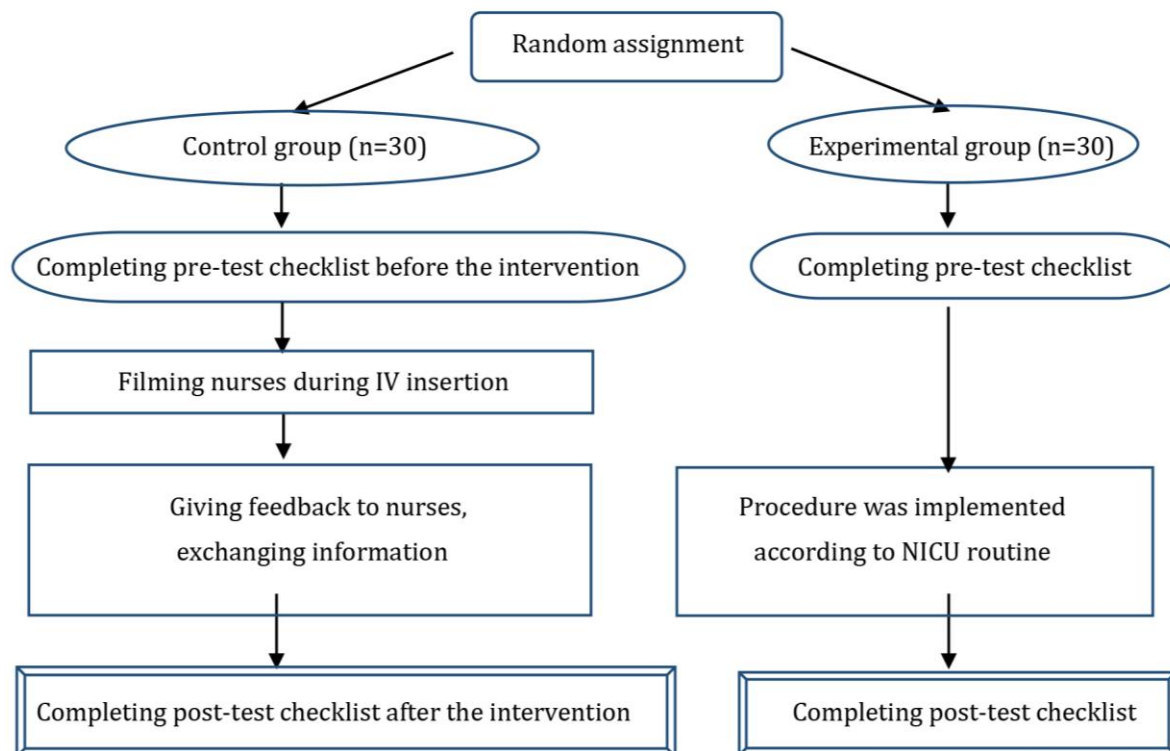 Random assignment
Control group (n=30)
Experimental group (n=30)
Completing pre-test checklist before the intervention
Completing pre-test checklist
Filming nurses during IV insertion
Giving feedback to nurses,
exchanging information
Procedure was implemented
according to NICU routine
Completing post-test checklist after the intervention
Completing post-test checklist